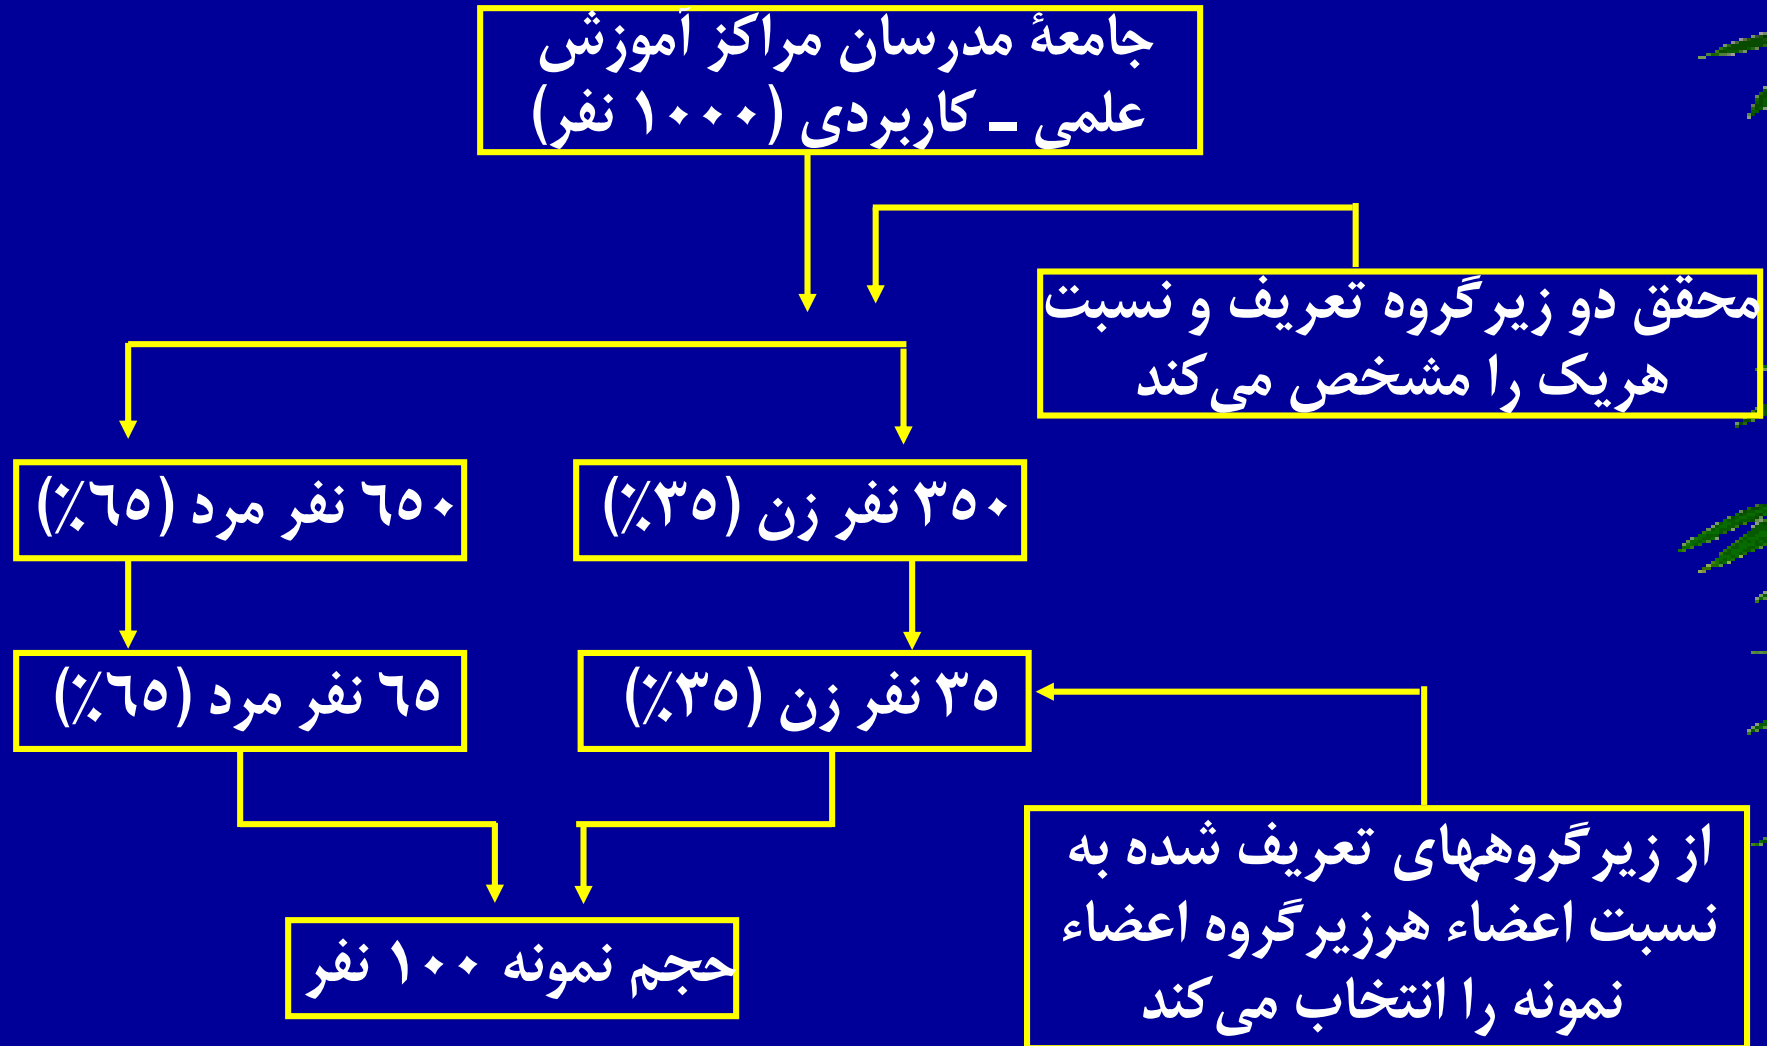 جامعهٔ مدرسان مراکز آموزش
علمی ـ کاربردی (۱۰۰۰ نفر)
محقق دو زیرگروه تعریف و نسبت
هریک را مشخص می‌کند
۳۵۰ نفر زن (۳۵٪)
۶۵۰ نفر مرد (۶۵٪)
۳۵ نفر زن (۳۵٪)
۶۵ نفر مرد (۶۵٪)
از زیرگروههای تعریف شده به
نسبت اعضاء هرزیرگروه اعضاء
نمونه را انتخاب می‌کند
حجم نمونه ۱۰۰ نفر